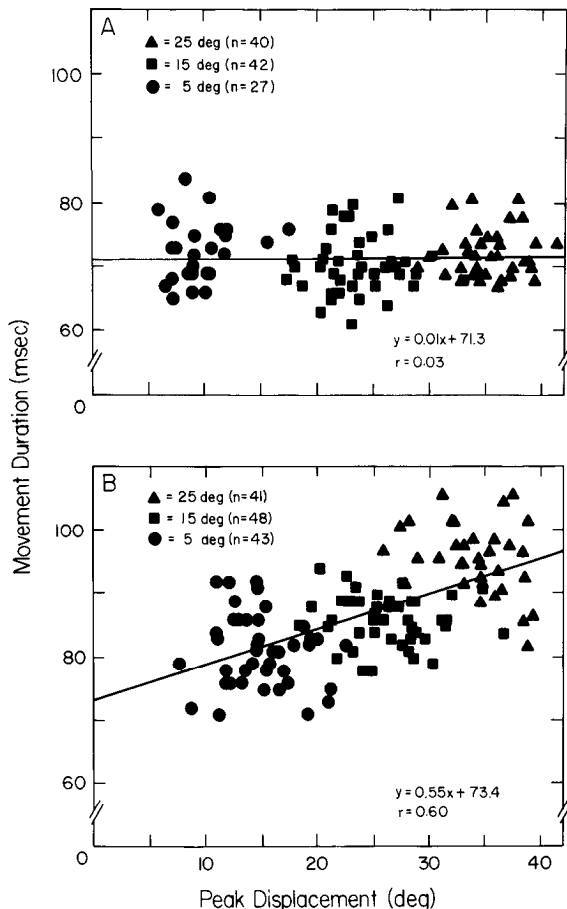 A
▲ = 25 deg (n=40)
■ = 15 deg (n=42)
● = 5 deg (n=27)
100
80
60
0
y = 0.01x + 71.3
r = 0.03
Movement Duration (msec)
B
▲ = 25 deg (n=41)
■ = 15 deg (n=48)
● = 5 deg (n=43)
100
80
60
0
y = 0.55x + 73.4
r = 0.60
10
20
30
40
Peak Displacement (deg)